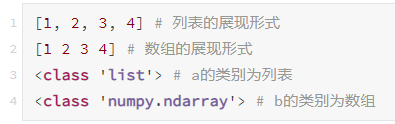 1 [1, 2, 3, 4] # 列表的展现形式
2 [1 2 3 4] # 数组的展现形式
3 <class 'list'> # a的类别为列表
4 <class 'numpy.ndarray'> # b的类别为数组